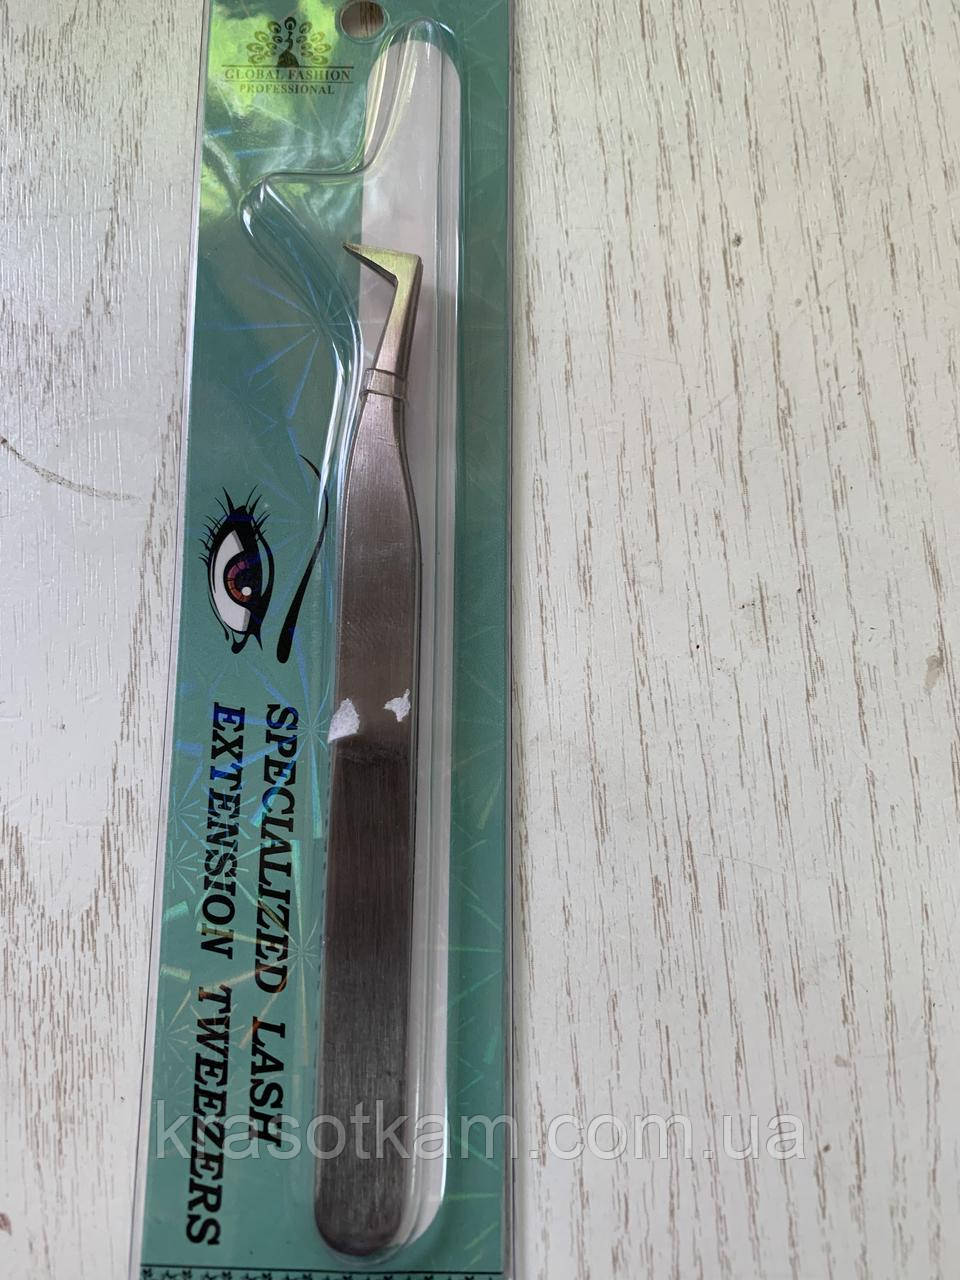 GLOBAL FASHION
PROFESSIONAL
SPECIALIZED LASH
EXTENSION TWEEZERS
krasotkam.com.ua